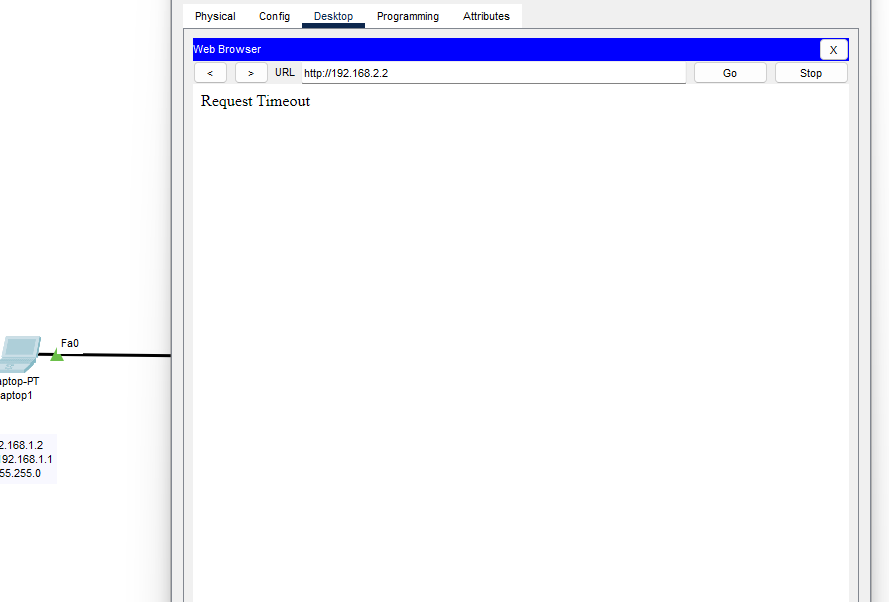 Physical Config Desktop Programming Attributes
Web Browser X
< > URL http://192.168.2.2 Go Stop
Request Timeout
Fa0
aptop-PT
aptop1
2.168.1.2
192.168.1.1
55.255.0